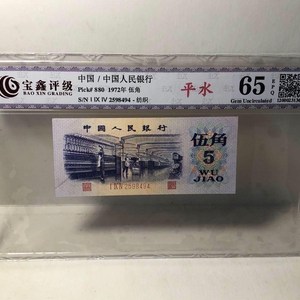 宝鑫评级
BAO XIN GRADING
中国 / 中国人民银行
Pick# 880 1972年 伍角
S/N I IX IV 2598494 - 纺织
平水
65
EPQ
Gem Uncirculated
中国人民银行
伍角
5
WU JIAO
2598494